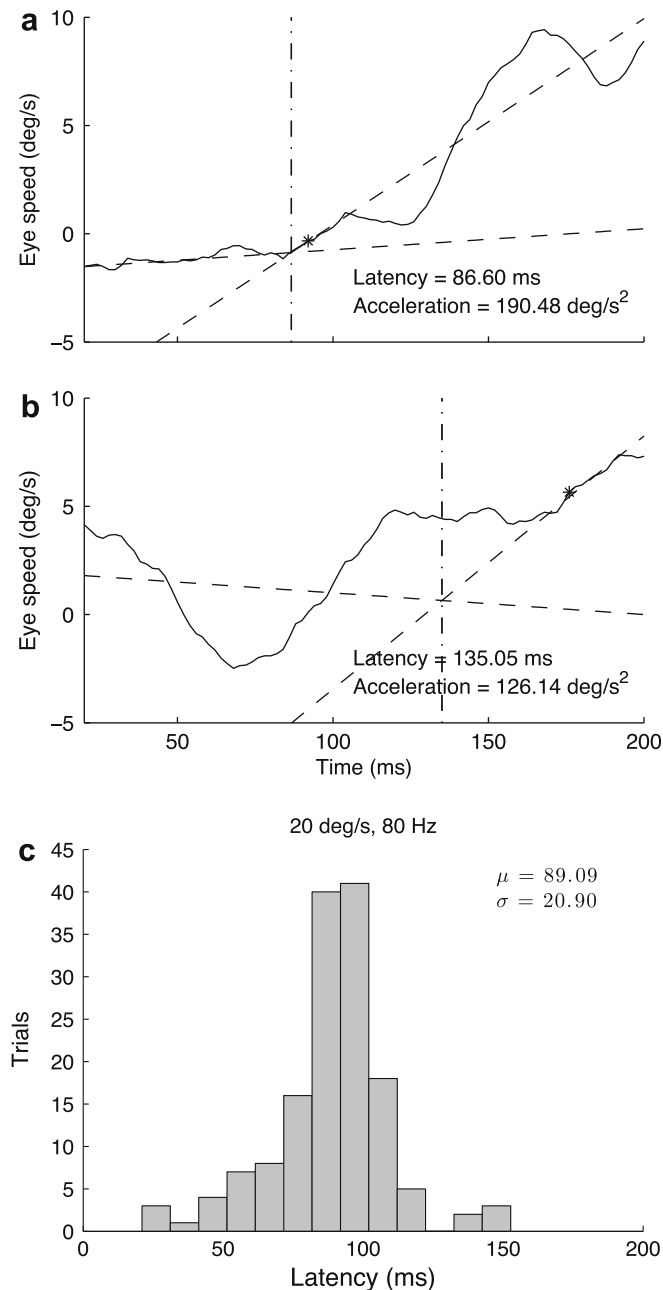 a
10
5
0
−5
Eye speed (deg/s)
Latency = 86.60 ms
Acceleration = 190.48 deg/s²
b
10
5
0
−5
Eye speed (deg/s)
Latency = 135.05 ms
Acceleration = 126.14 deg/s²
50 100 150 200
Time (ms)
20 deg/s, 80 Hz
c
45
40
35
30
25
20
15
10
5
0
Trials
μ = 89.09
σ = 20.90
0 50 100 150 200
Latency (ms)